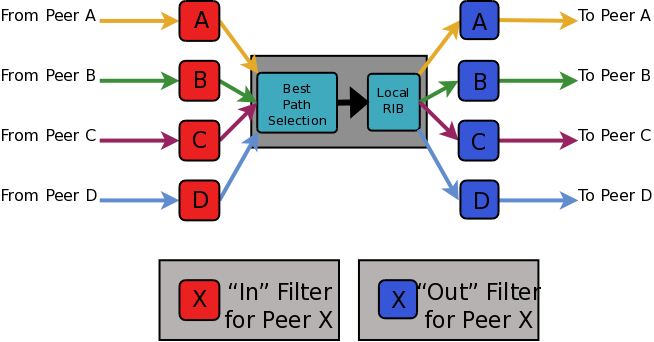 From Peer A
A
A
To Peer A
From Peer B
B
Best
Path
Selection
Local
RIB
B
To Peer B
From Peer C
C
C
To Peer C
From Peer D
D
D
To Peer D
X
“In” Filter
for Peer X
X
“Out” Filter
for Peer X